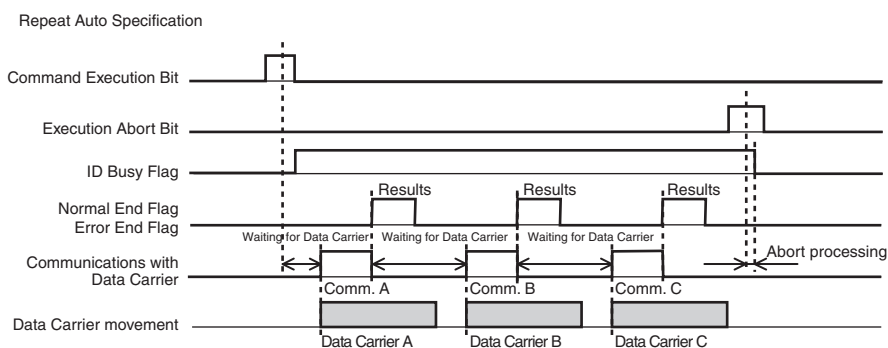 Repeat Auto Specification
Command Execution Bit
Execution Abort Bit
ID Busy Flag
Results Results Results
Normal End Flag
Error End Flag
Waiting for Data Carrier Waiting for Data Carrier Waiting for Data Carrier
Abort processing
Communications with
Data Carrier
Comm. A Comm. B Comm. C
Data Carrier movement
Data Carrier A Data Carrier B Data Carrier C